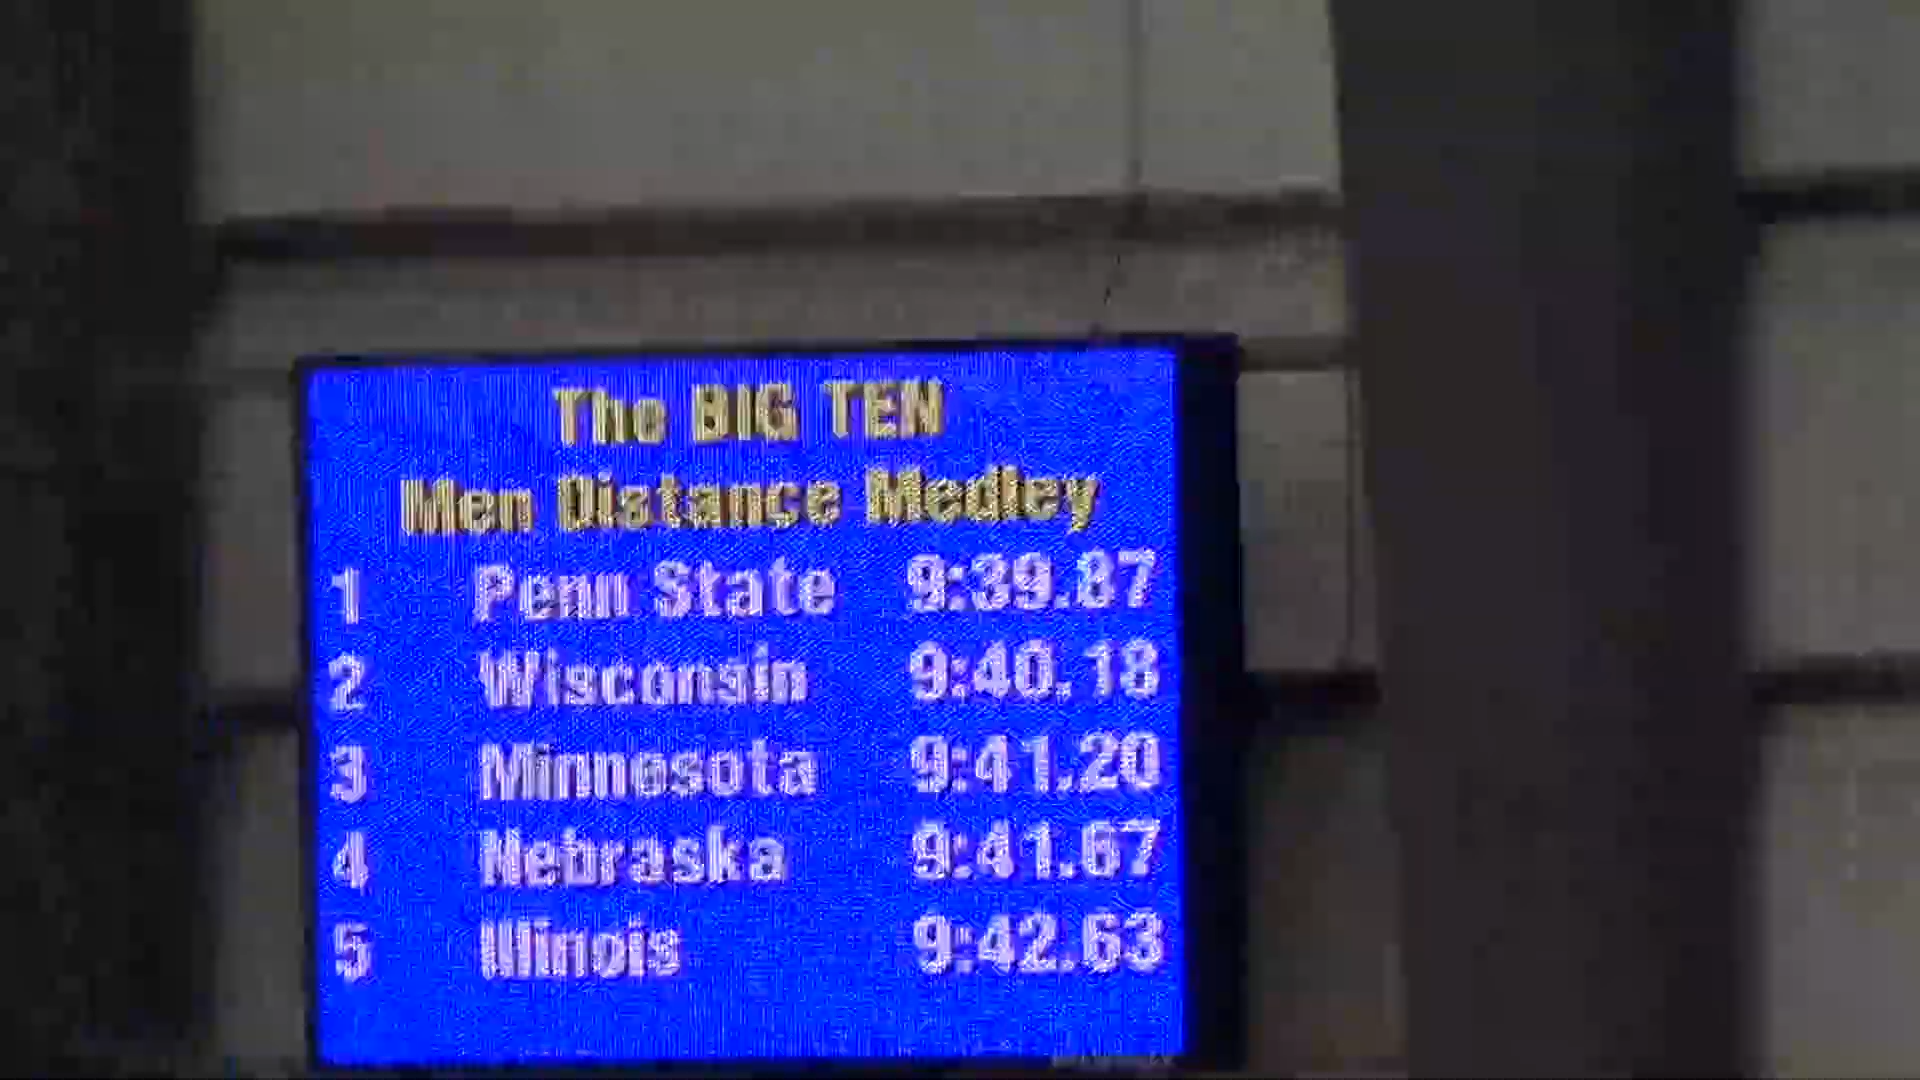 The BIG TEN
Men Distance Medley
1 Penn State 9:39.87
2 Wisconsin 9:40.18
3 Minnesota 9:41.20
4 Nebraska 9:41.67
5 Illinois 9:42.63